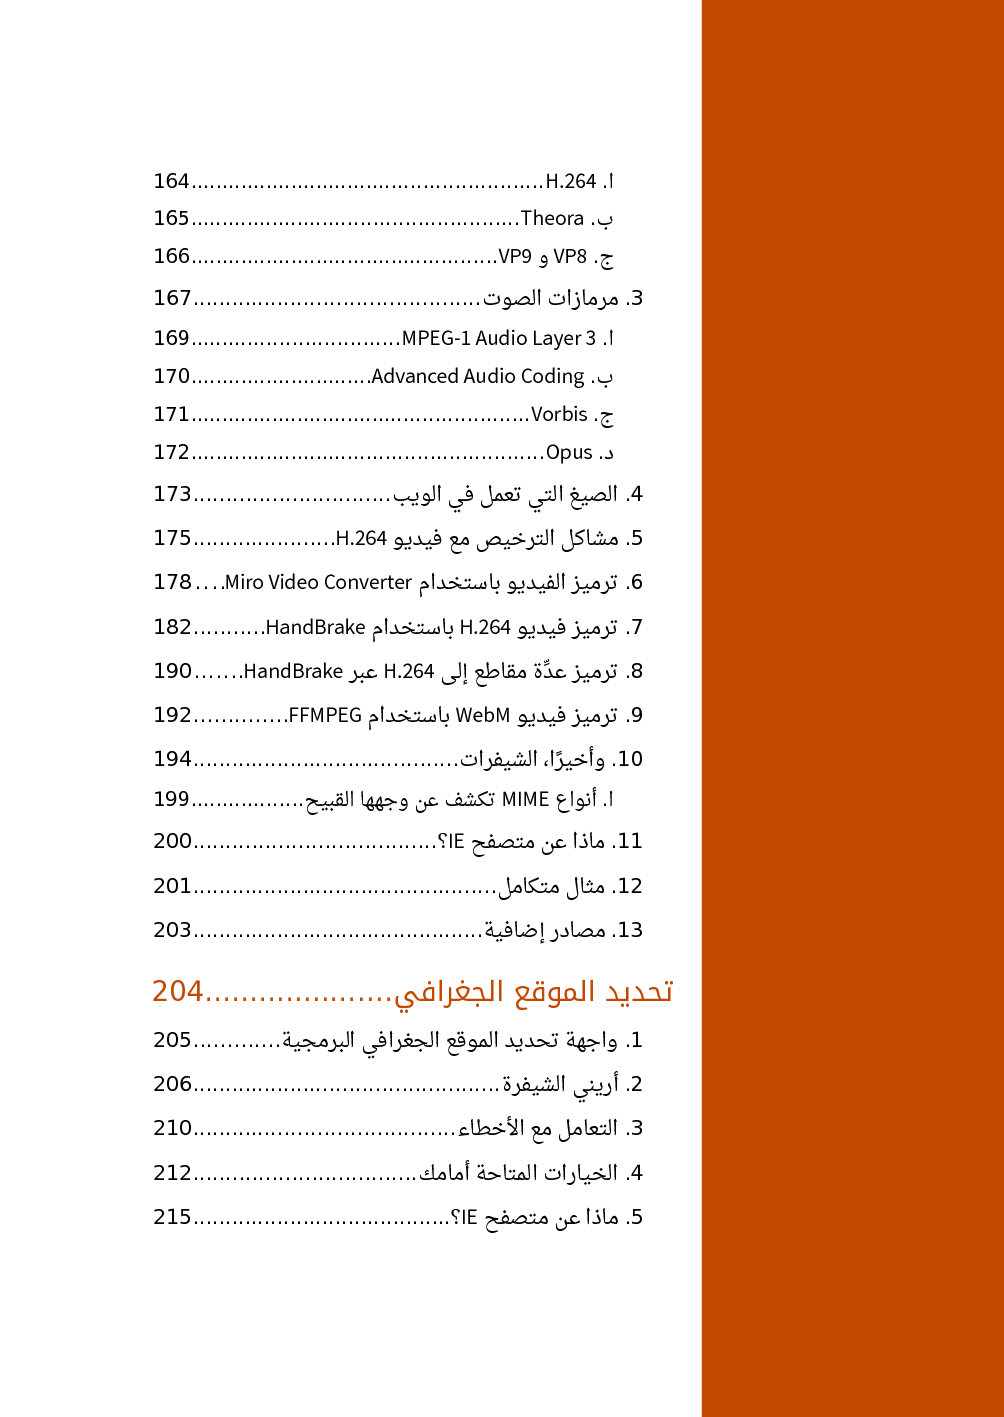 ا. H.264........................................................164
ب. Theora....................................................165
ج. VP8 و VP9................................................166
3. مرمازات الصوت............................................167
ا. MPEG-1 Audio Layer 3.................................169
ب. Advanced Audio Coding............................170
ج. Vorbis.....................................................171
د. Opus........................................................172
4. الصيغ التي تعمل في الويب..............................173
5. مشاكل الترخيص مع فيديو H.264......................175
6. ترميز الفيديو باستخدام Miro Video Converter....178
7. ترميز فيديو H.264 باستخدام HandBrake...........182
8. ترميز عدِّة مقاطع إلى H.264 عبر HandBrake.......190
9. ترميز فيديو WebM باستخدام FFMPEG..............192
10. وأخيرًا، الشيفرات........................................194
ا. أنواع MIME تكشف عن وجهها القبيح..................199
11. ماذا عن متصفح IE؟.....................................200
12. مثال متكامل..............................................201
13. مصادر إضافية............................................203
تحديد الموقع الجغرافي.....................204
1. واجهة تحديد الموقع الجغرافي البرمجية.............205
2. أريني الشيفرة..............................................206
3. التعامل مع الأخطاء........................................210
4. الخيارات المتاحة أمامك..................................212
5. ماذا عن متصفح IE؟.......................................215